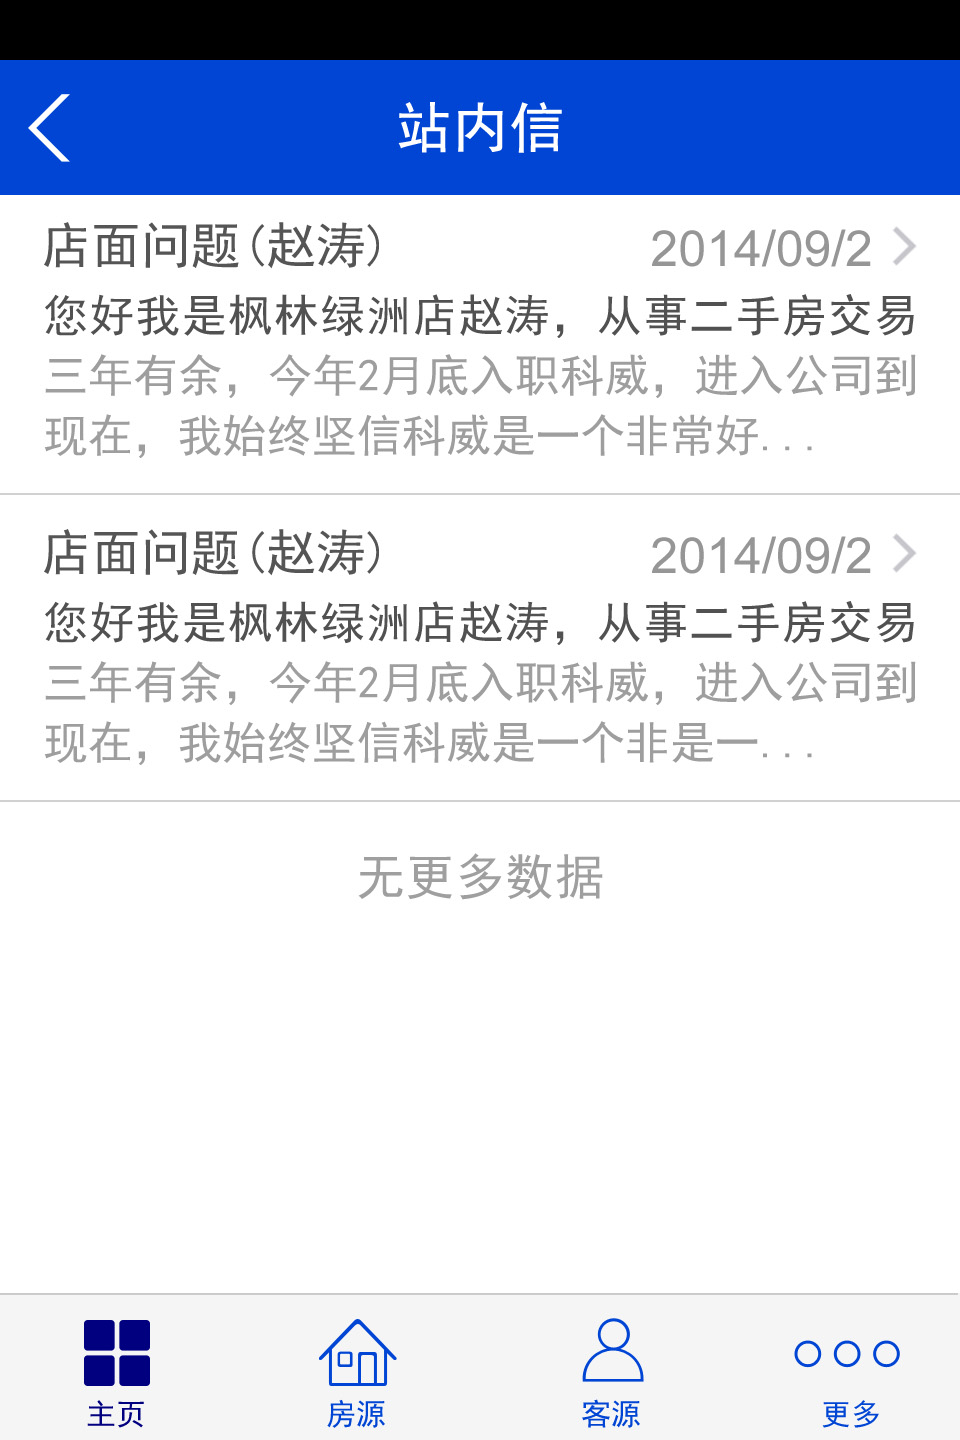 站内信
店面问题(赵涛) 2014/09/2
您好我是枫林绿洲店赵涛，从事二手房交易
三年有余，今年2月底入职科威，进入公司到
现在，我始终坚信科威是一个非常好...
店面问题(赵涛) 2014/09/2
您好我是枫林绿洲店赵涛，从事二手房交易
三年有余，今年2月底入职科威，进入公司到
现在，我始终坚信科威是一个非是一...
无更多数据
主页 房源 客源 更多